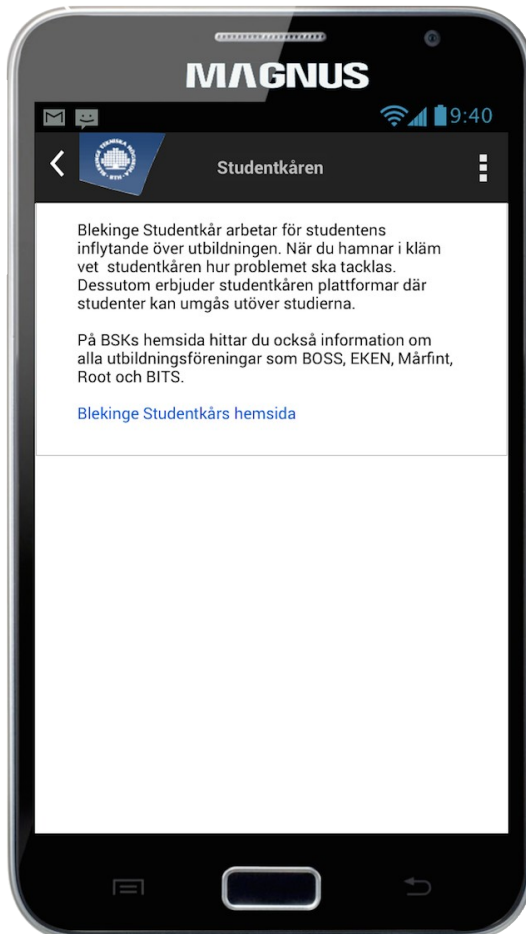 MAGNUS
9:40
Studentkåren
Blekinge Studentkår arbetar för studentens
inflytande över utbildningen. När du hamnar i kläm
vet  studentkåren hur problemet ska tacklas.
Dessutom erbjuder studentkåren plattformar där
studenter kan umgås utöver studierna.
På BSKs hemsida hittar du också information om
alla utbildningsföreningar som BOSS, EKEN, Mårfint,
Root och BITS.
Blekinge Studentkårs hemsida